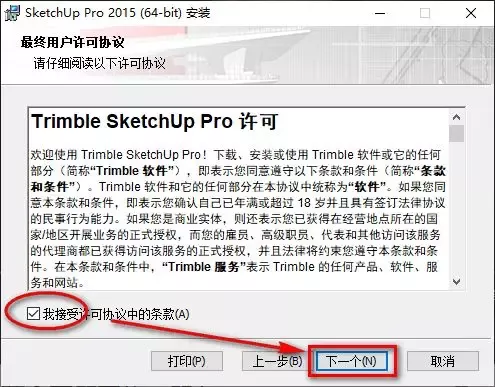 SketchUp Pro 2015 (64-bit) 安装
最终用户许可协议
请仔细阅读以下许可协议
Trimble SketchUp Pro 许可
欢迎使用 Trimble SketchUp Pro！下载、安装或使用 Trimble 软件或它的任何
部分（简称“Trimble 软件”），即表示您同意遵守以下条款和条件（简称“条款
和条件”）。Trimble 软件和它的任何部分在本协议中统称为“软件”。如果您同
意本条款和条件，即表示您确认自己已年满或超过 18 岁并且具有签订法律协议
的民事行为能力。如果您是商业实体，则还表示您已获得在经营地点所在的国
家/地区开展业务的正式授权，而您的雇员、高级职员、代表和其他访问该服务
的代理商都已获得访问该服务的正式授权，并且法律将约束您遵守本条款和条
件。在本条款和条件中，“Trimble 服务”表示 Trimble 的任何产品、软件、服
务和网站。
我接受许可协议中的条款(A)
打印(P)
上一步(B)
下一个(N)
取消